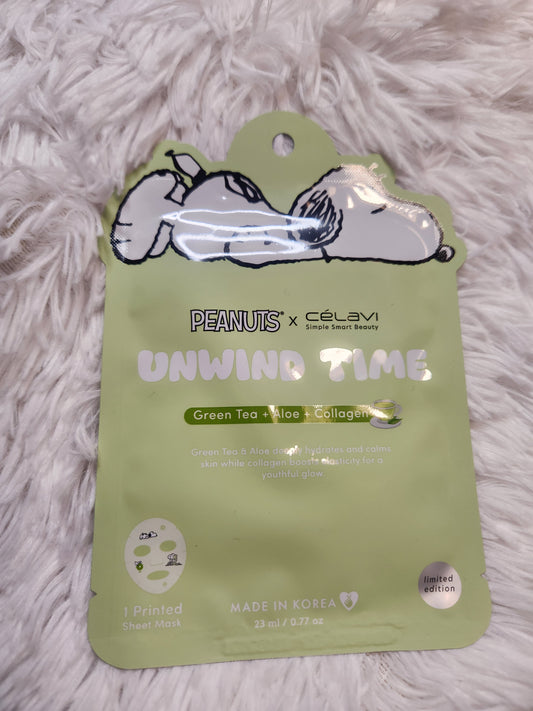 PEANUTS® x CéLAVI
Simple Smart Beauty
UNWIND TIME
Green Tea + Aloe + Collagen
Green Tea & Aloe deeply hydrates and calms
skin while collagen boosts elasticity for a
youthful glow.
1 Printed
Sheet Mask
MADE IN KOREA
23 ml / 0.77 oz
limited
edition